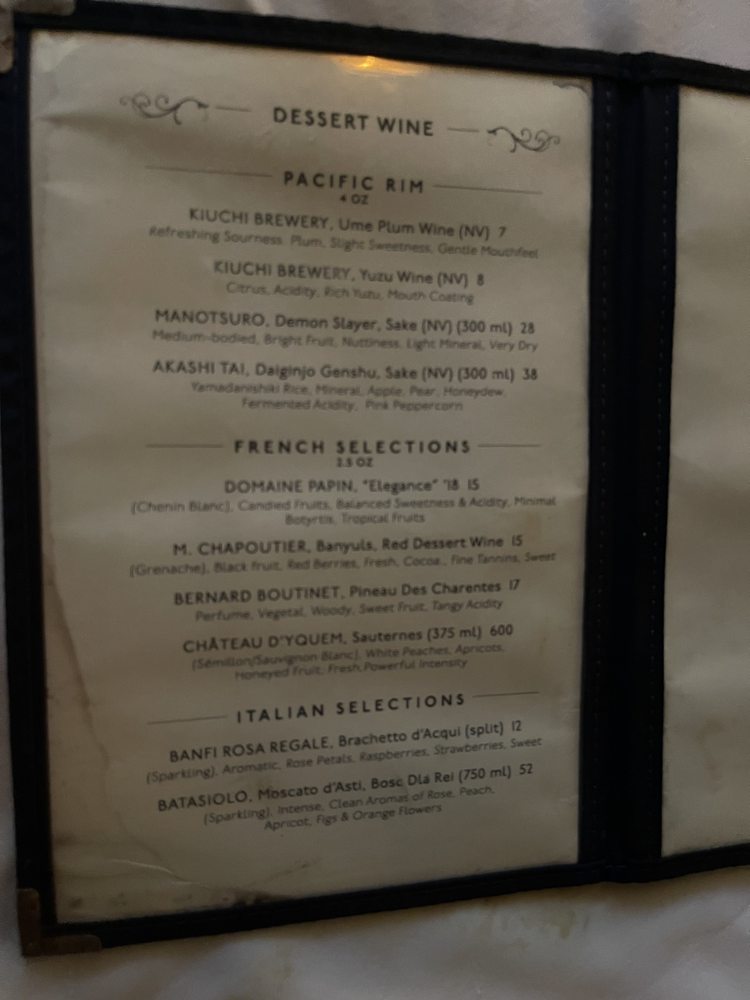 DESSERT WINE
PACIFIC RIM
4 OZ
KIUCHI BREWERY, Ume Plum Wine (NV) 7
Refreshing Sourness, Plum, Slight Sweetness, Gentle Mouthfeel
KIUCHI BREWERY, Yuzu Wine (NV) 8
Citrus, Acidity, Rich Yuzu, Mouth Coating
MANOTSURO, Demon Slayer, Sake (NV) (300 ml) 28
Medium-bodied, Bright Fruit, Nuttiness, Light Mineral, Very Dry
AKASHI TAI, Daiginjo Genshu, Sake (NV) (300 ml) 38
Yamadanishiki Rice, Mineral, Apple, Pear, Honeydew,
Fermented Acidity, Pink Peppercorn
FRENCH SELECTIONS
2.5 OZ
DOMAINE PAPIN, "Elegance" '18 15
(Chenin Blanc), Candied Fruits, Balanced Sweetness & Acidity, Minimal
Botyrtis, Tropical Fruits
M. CHAPOUTIER, Banyuls, Red Dessert Wine 15
(Grenache), Black Fruit, Red Berries, Fresh, Cocoa , Fine Tannins, Sweet
BERNARD BOUTINET, Pineau Des Charentes 17
Perfume, Vegetal, Woody, Sweet Fruit, Tangy Acidity
CHÂTEAU D'YQUEM, Sauternes (375 ml) 600
(Sémillon/Sauvignon Blanc), White Peaches, Apricots,
Honeyed Fruit, Fresh Powerful Intensity
ITALIAN SELECTIONS
BANFI ROSA REGALE, Brachetto d'Acqui (split) 12
(Sparkling), Aromatic, Rose Petals, Raspberries, Strawberries, Sweet
BATASIOLO, Moscato d'Asti, Bosc Dla Rei (750 ml) 52
(Sparkling), Intense, Clean Aromas of Rose, Peach,
Apricot, Figs & Orange Flowers